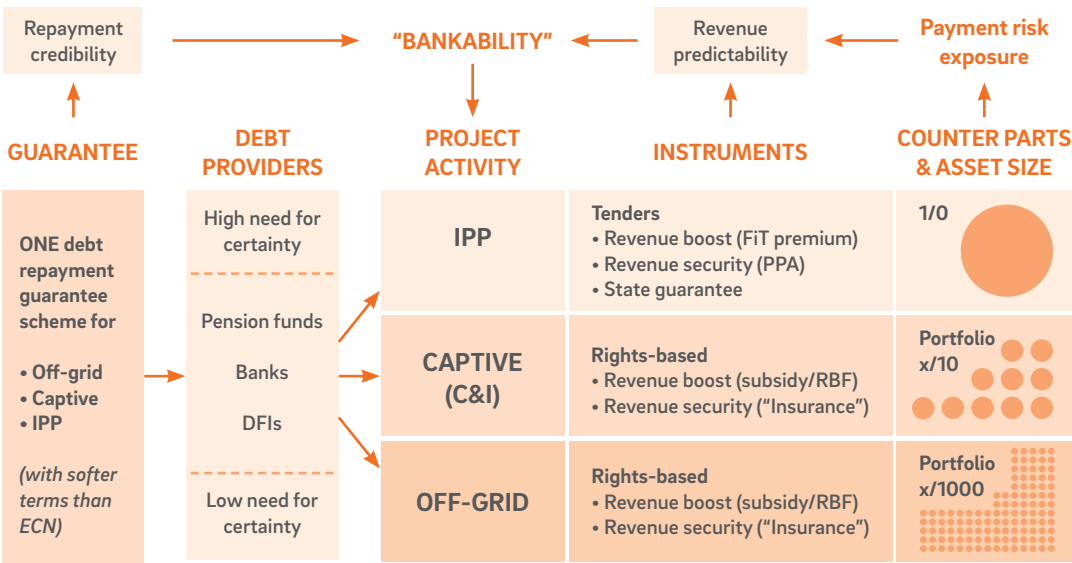 Repayment
credibility
“BANKABILITY”
Revenue
predictability
Payment risk
exposure
GUARANTEE
DEBT
PROVIDERS
PROJECT
ACTIVITY
INSTRUMENTS
COUNTER PARTS
& ASSET SIZE
ONE debt
repayment
guarantee
scheme for
• Off-grid
• Captive
• IPP
(with softer
terms than
ECN)
High need for
certainty
Pension funds
Banks
DFIs
Low need for
certainty
IPP
Tenders
• Revenue boost (FiT premium)
• Revenue security (PPA)
• State guarantee
1/0
CAPTIVE
(C&I)
Rights-based
• Revenue boost (subsidy/RBF)
• Revenue security (“Insurance”)
Portfolio
x/10
OFF-GRID
Rights-based
• Revenue boost (subsidy/RBF)
• Revenue security (“Insurance”)
Portfolio
x/1000